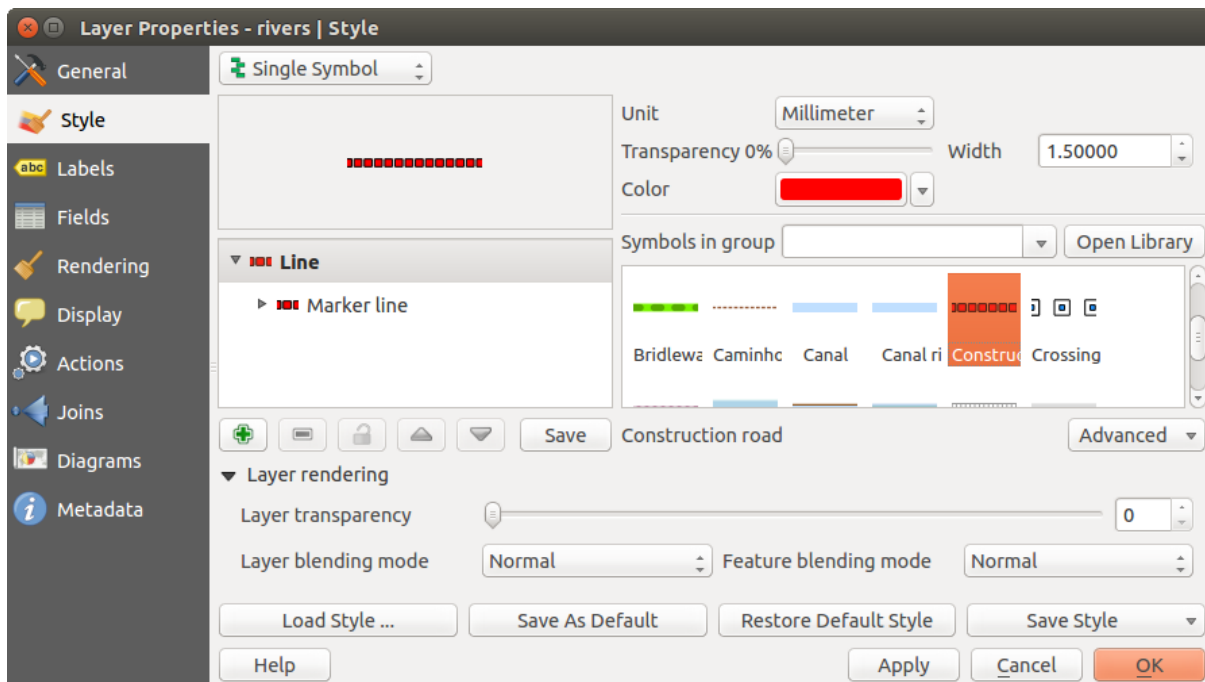 Layer Properties - rivers | Style
General
Style
abc Labels
Fields
Rendering
Display
Actions
Joins
Diagrams
Metadata
Single Symbol
Unit Millimeter
Transparency 0% Width 1.50000
Color
Symbols in group Open Library
Line
Marker line
Bridlewa Caminho Canal Canal ri Construc Crossing
Save Construction road Advanced
Layer rendering
Layer transparency 0
Layer blending mode Normal Feature blending mode Normal
Load Style ... Save As Default Restore Default Style Save Style
Help Apply Cancel OK